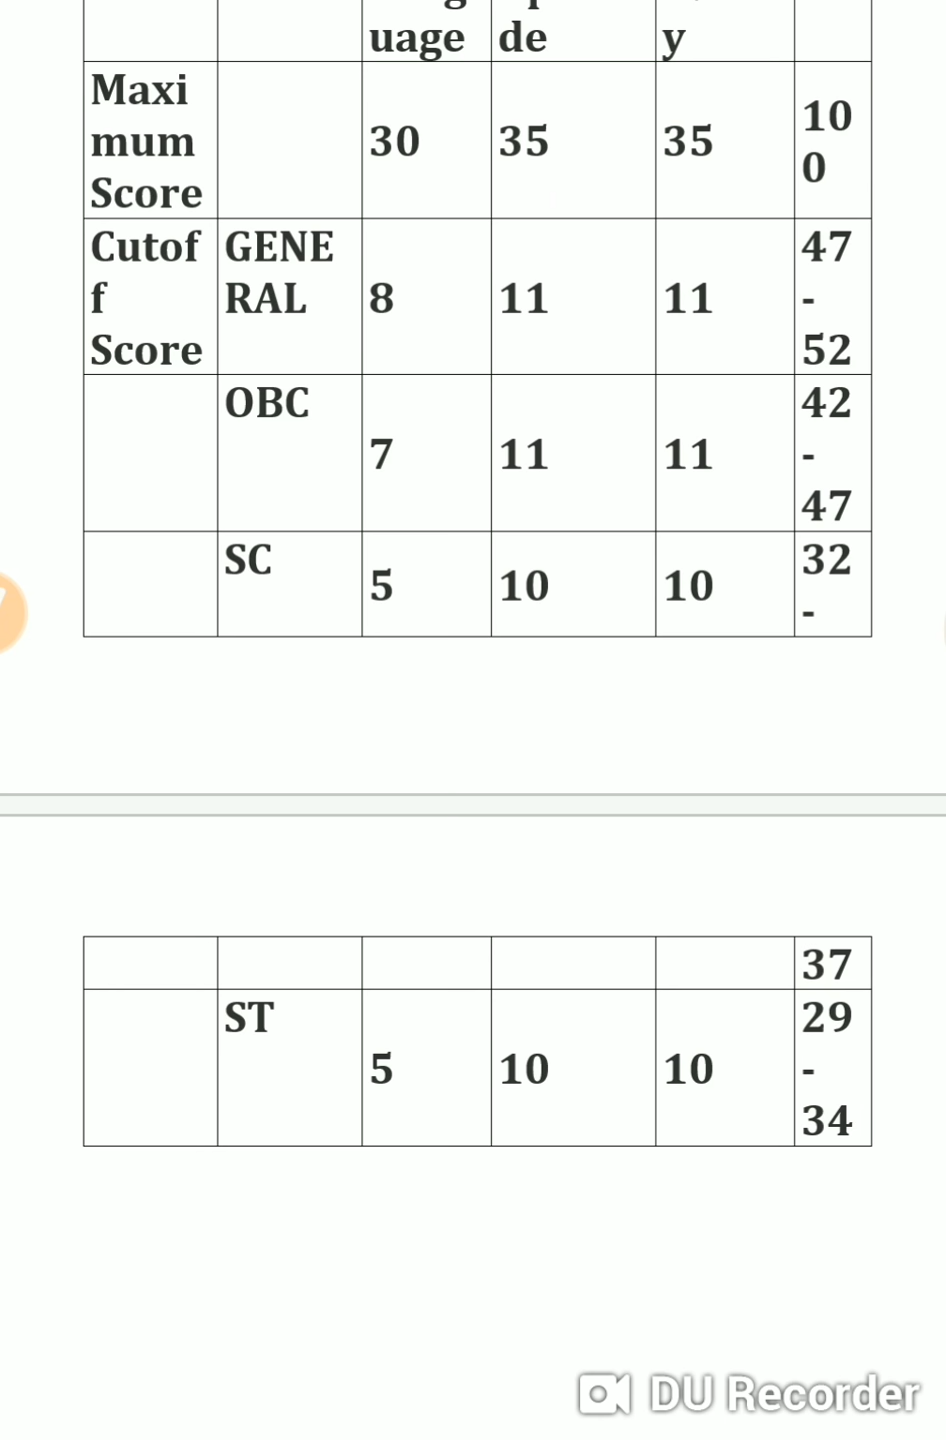 uage de y
Maxi
mum
Score 30 35 35 10
0
Cutof
f
Score GENE
RAL 8 11 11 47
-
52
OBC 7 11 11 42
-
47
SC 5 10 10 32
-
37
ST 5 10 10 29
-
34
DU Recorder